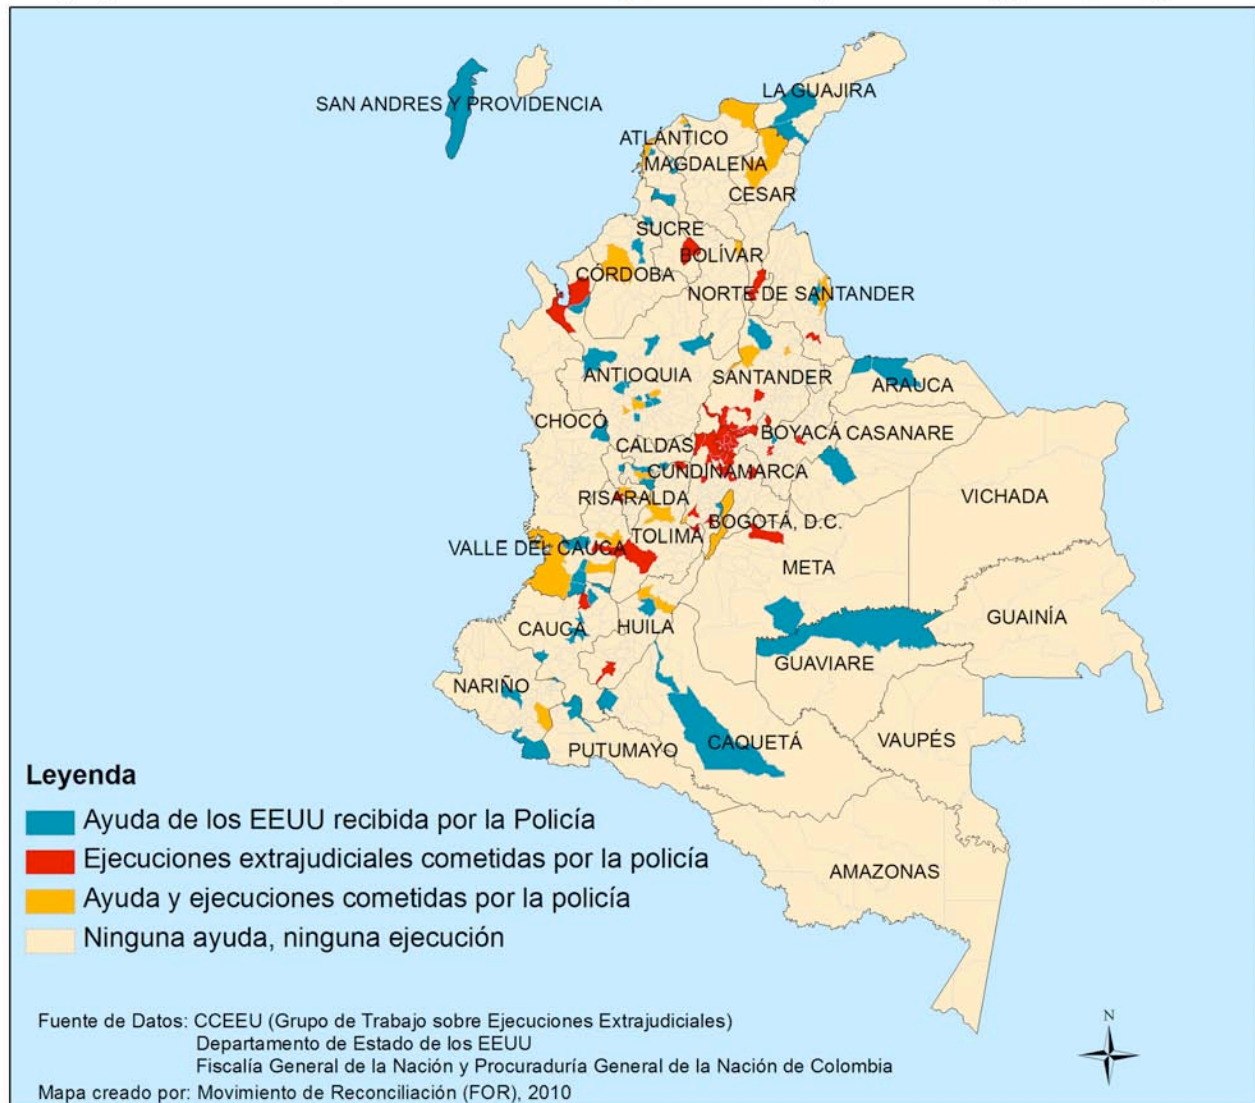 LA GUAJIRA
SAN ANDRES Y PROVIDENCIA
ATLÁNTICO
MAGDALENA
CESAR
SUCRE
BOLÍVAR
CÓRDOBA
NORTE DE SANTANDER
ANTIOQUIA
SANTANDER
ARAUCA
CHOCÓ
BOYACÁ
CASANARE
CALDAS
CUNDINAMARCA
RISARALDA
VICHADA
BOGOTÁ, D.C.
TOLIMA
VALLE DEL CAUCA
META
GUAINÍA
CAUCA
HUILA
GUAVIARE
NARIÑO
CAQUETÁ
VAUPÉS
PUTUMAYO
AMAZONAS
Leyenda
Ayuda de los EEUU recibida por la Policía
Ejecuciones extrajudiciales cometidas por la policía
Ayuda y ejecuciones cometidas por la policía
Ninguna ayuda, ninguna ejecución
Fuente de Datos: CCEEU (Grupo de Trabajo sobre Ejecuciones Extrajudiciales)
Departamento de Estado de los EEUU
Fiscalía General de la Nación y Procuraduría General de la Nación de Colombia
Mapa creado por: Movimiento de Reconciliación (FOR), 2010
N